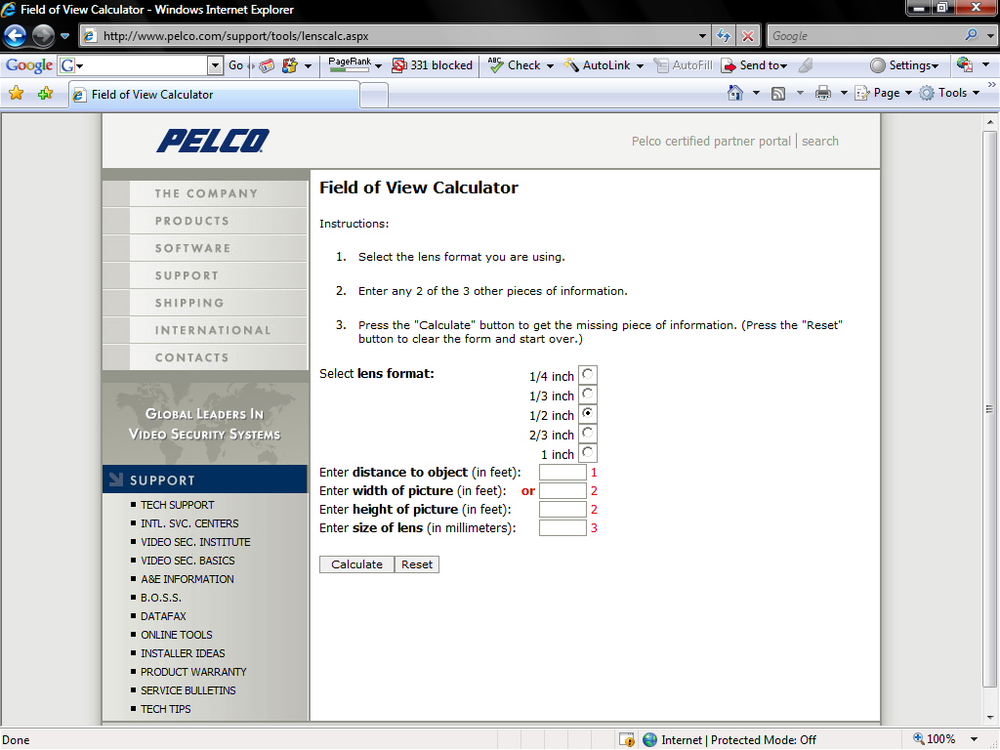 Field of View Calculator - Windows Internet Explorer
http://www.pelco.com/support/tools/lenscalc.aspx
Google
Google G Go PageRank 331 blocked ABC Check AutoLink AutoFill Send to Settings
Field of View Calculator
Page Tools »
PELCO
Pelco certified partner portal | search
THE COMPANY
PRODUCTS
SOFTWARE
SUPPORT
SHIPPING
INTERNATIONAL
CONTACTS
GLOBAL LEADERS IN
VIDEO SECURITY SYSTEMS
SUPPORT
TECH SUPPORT
INTL. SVC. CENTERS
VIDEO SEC. INSTITUTE
VIDEO SEC. BASICS
A&E INFORMATION
B.O.S.S.
DATAFAX
ONLINE TOOLS
INSTALLER IDEAS
PRODUCT WARRANTY
SERVICE BULLETINS
TECH TIPS
Field of View Calculator
Instructions:
1. Select the lens format you are using.
2. Enter any 2 of the 3 other pieces of information.
3. Press the "Calculate" button to get the missing piece of information. (Press the "Reset"
button to clear the form and start over.)
Select lens format:
1/4 inch
1/3 inch
1/2 inch
2/3 inch
1 inch
Enter distance to object (in feet): 1
Enter width of picture (in feet): or 2
Enter height of picture (in feet): 2
Enter size of lens (in millimeters): 3
Calculate Reset
Done
Internet | Protected Mode: Off
100%